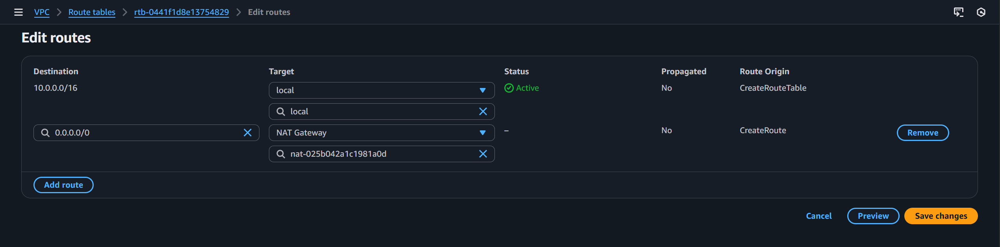 VPC > Route tables > rtb-0441f1d8e13754829 > Edit routes
Edit routes
Destination Target Status Propagated Route Origin
10.0.0.0/16 local Active No CreateRouteTable
local
0.0.0.0/0 NAT Gateway – No CreateRoute Remove
nat-025b042a1c1981a0d
Add route
Cancel Preview Save changes